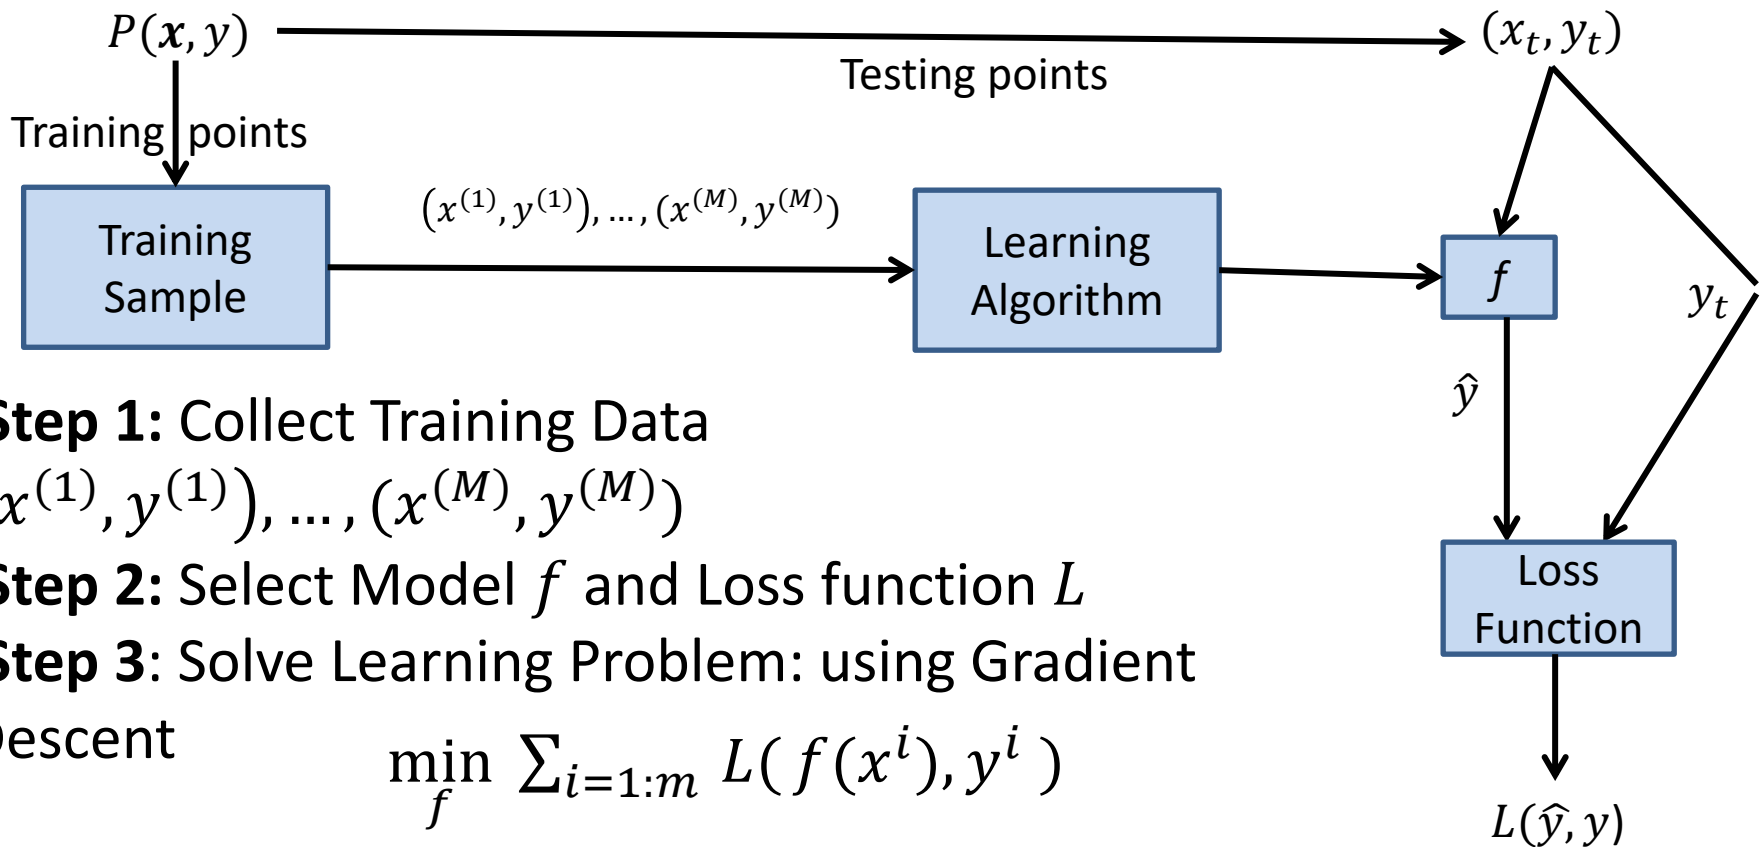 P(x, y)
(x_t, y_t)
Testing points
Training points
(x^(1), y^(1)), … , (x^(M), y^(M))
Training
Sample
Learning
Algorithm
f
y_t
ŷ
Loss
Function
L(ŷ, y)
Step 1: Collect Training Data
x^(1), y^(1)), … , (x^(M), y^(M))
Step 2: Select Model f and Loss function L
Step 3: Solve Learning Problem: using Gradient
Descent
min_f ∑_{i=1:m} L( f(x^i), y^i )